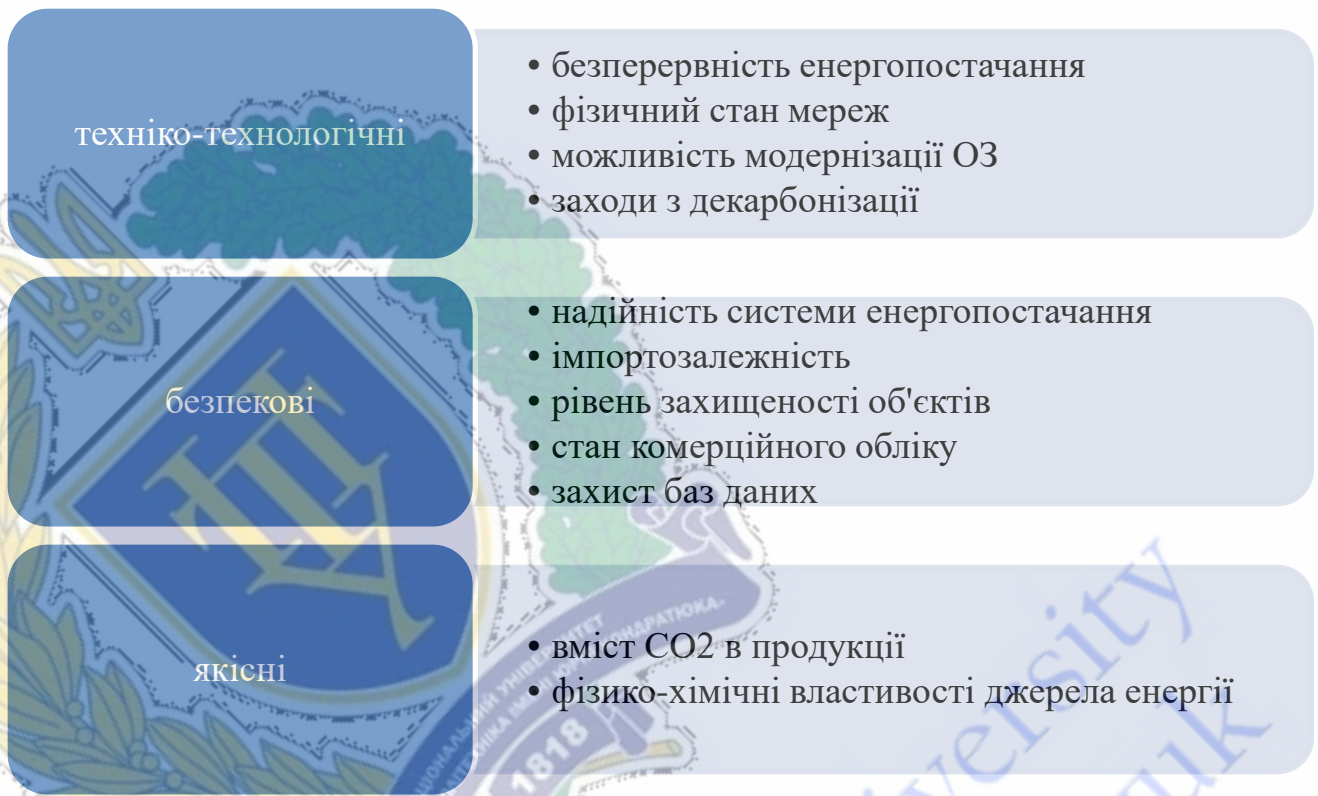 техніко-технологічні
• безперервність енергопостачання
• фізичний стан мереж
• можливість модернізації ОЗ
• заходи з декарбонізації
безпекові
• надійність системи енергопостачання
• імпортозалежність
• рівень захищеності об'єктів
• стан комерційного обліку
• захист баз даних
якісні
• вміст СО2 в продукції
• фізико-хімічні властивості джерела енергії
1818